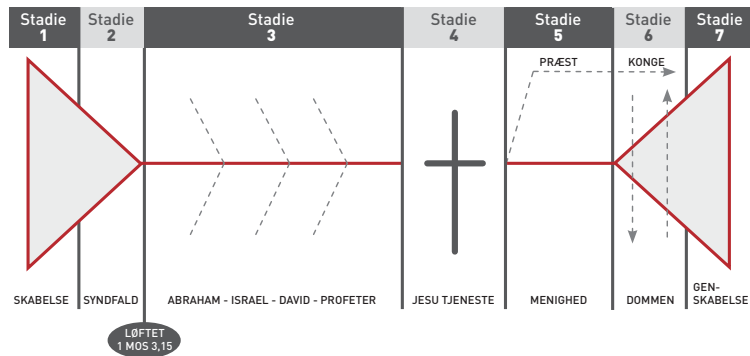 Stadie
1
Stadie
2
Stadie
3
Stadie
4
Stadie
5
Stadie
6
Stadie
7
PRÆST
KONGE
SKABELSE
SYNDFALD
ABRAHAM - ISRAEL - DAVID - PROFETER
JESU TJENESTE
MENIGHED
DOMMEN
GEN-
SKABELSE
LØFTET
1 MOS 3,15